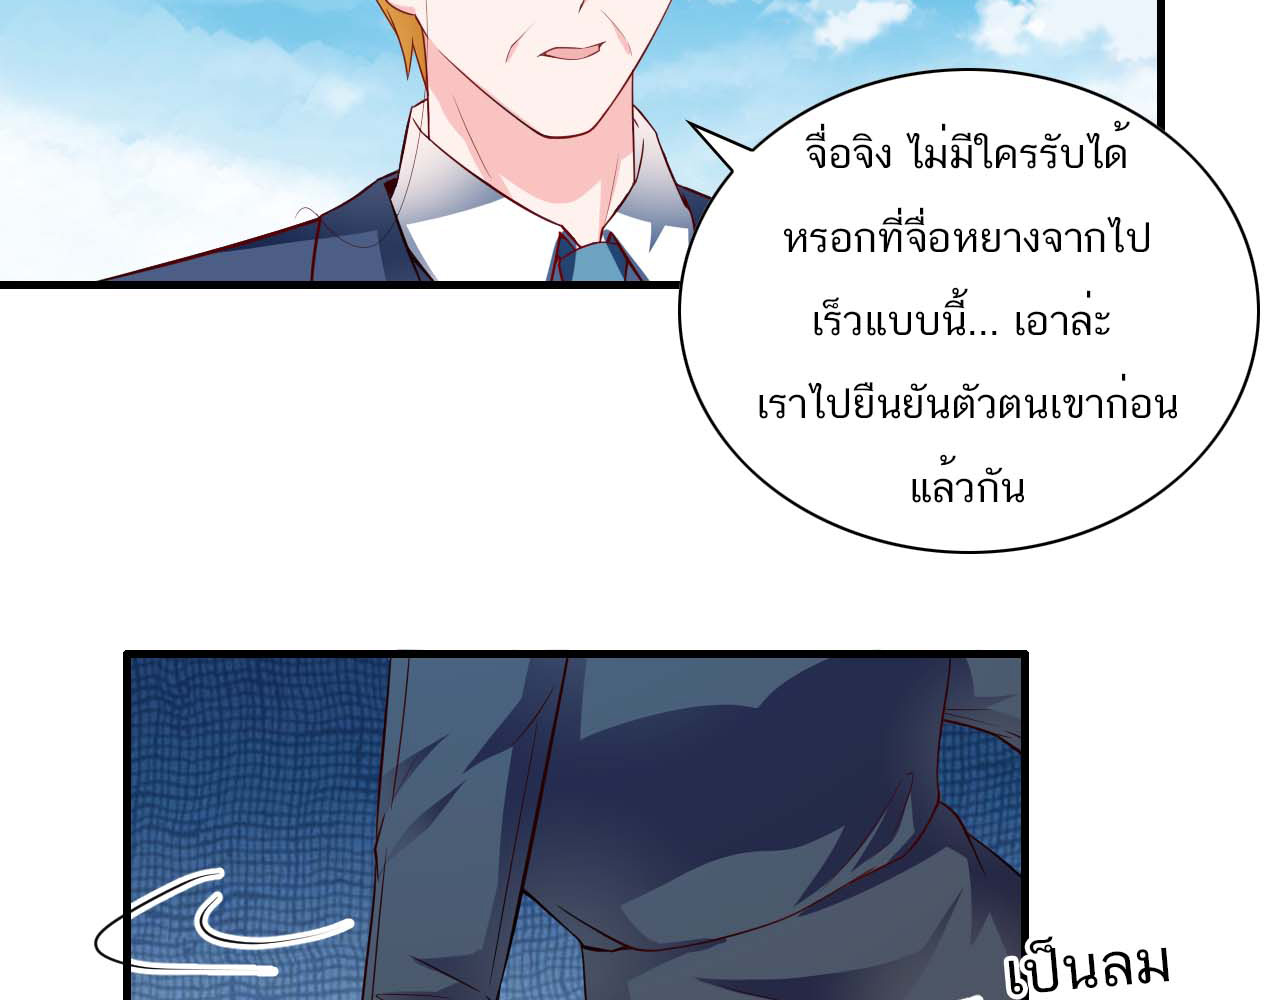 จื่อจิง ไม่มีใครรับได้
หรอกที่จื่อหยางจากไป
เร็วแบบนี้... เอาล่ะ
เราไปยืนยันตัวตนเขาก่อน
แล้วกัน
เป็นลม